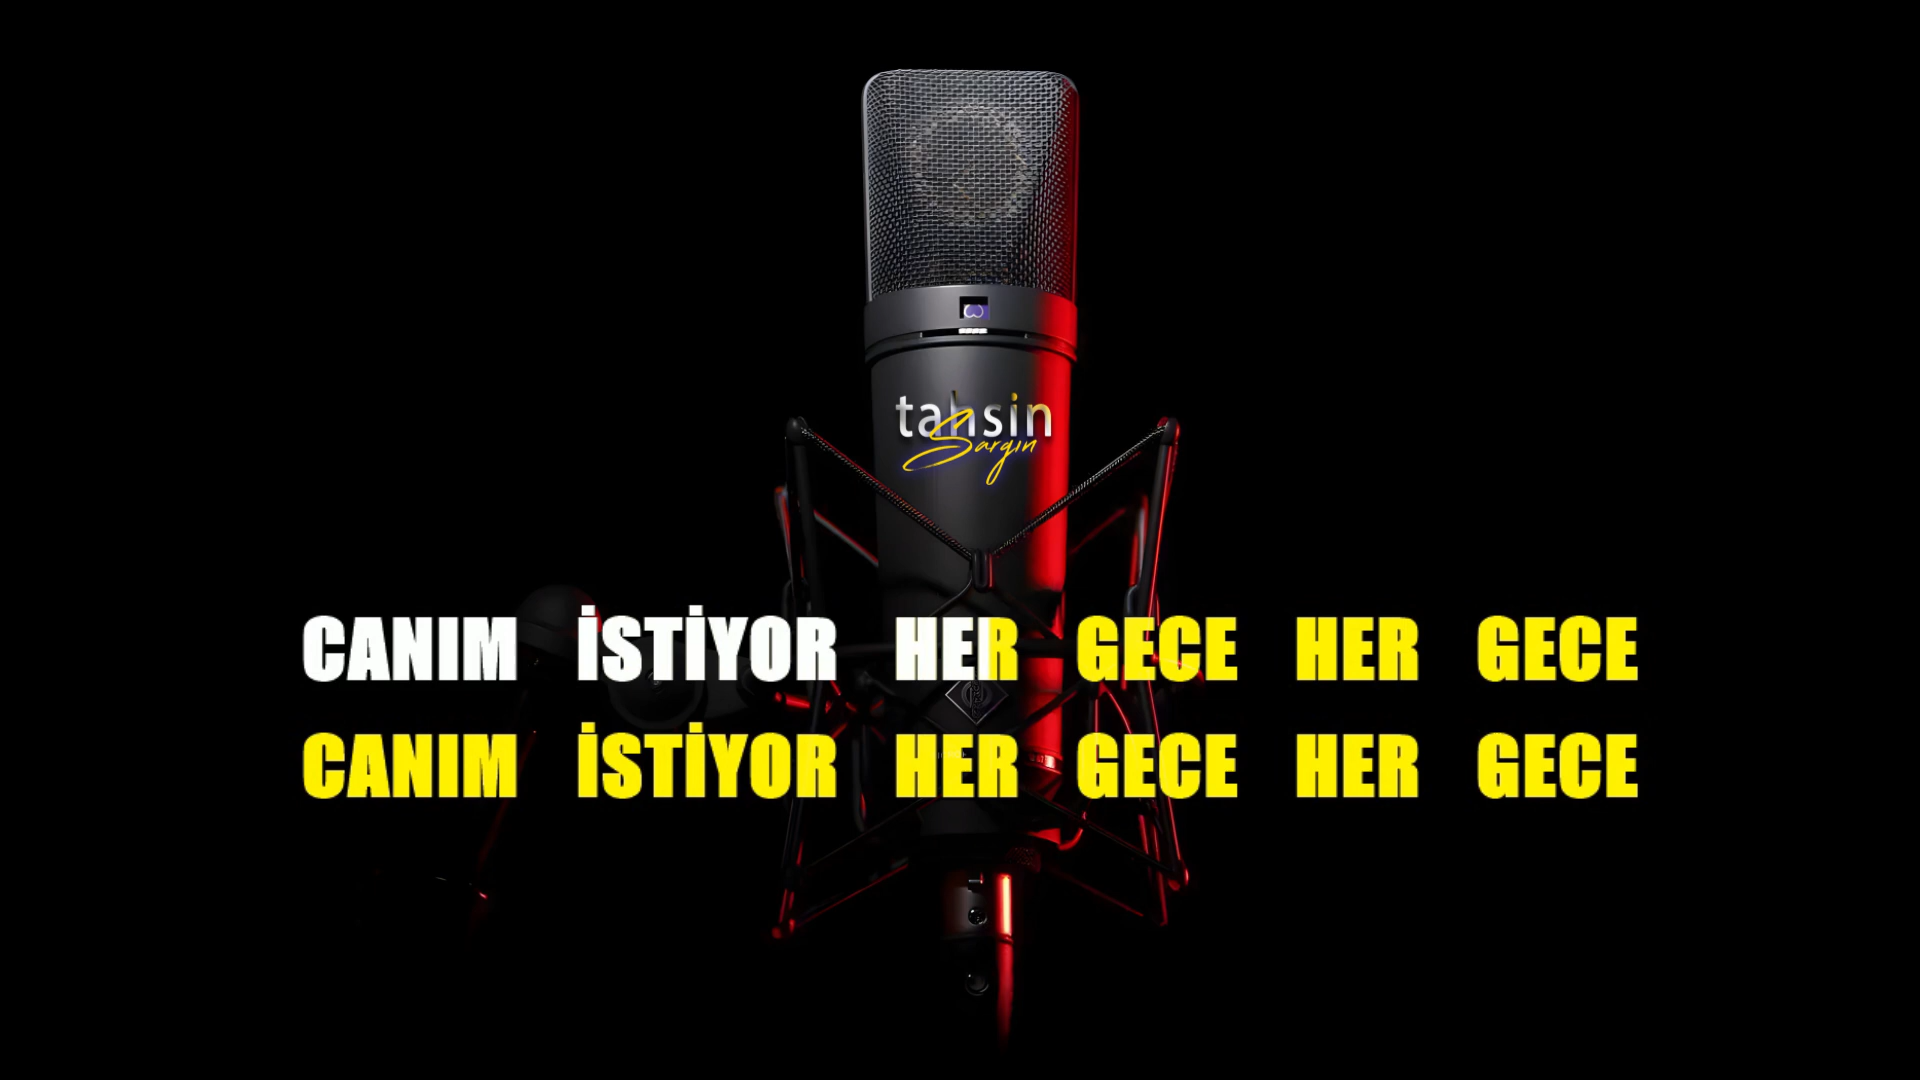 tahsin
Sargın
CANIM İSTİYOR HER GECE HER GECE
CANIM İSTİYOR HER GECE HER GECE